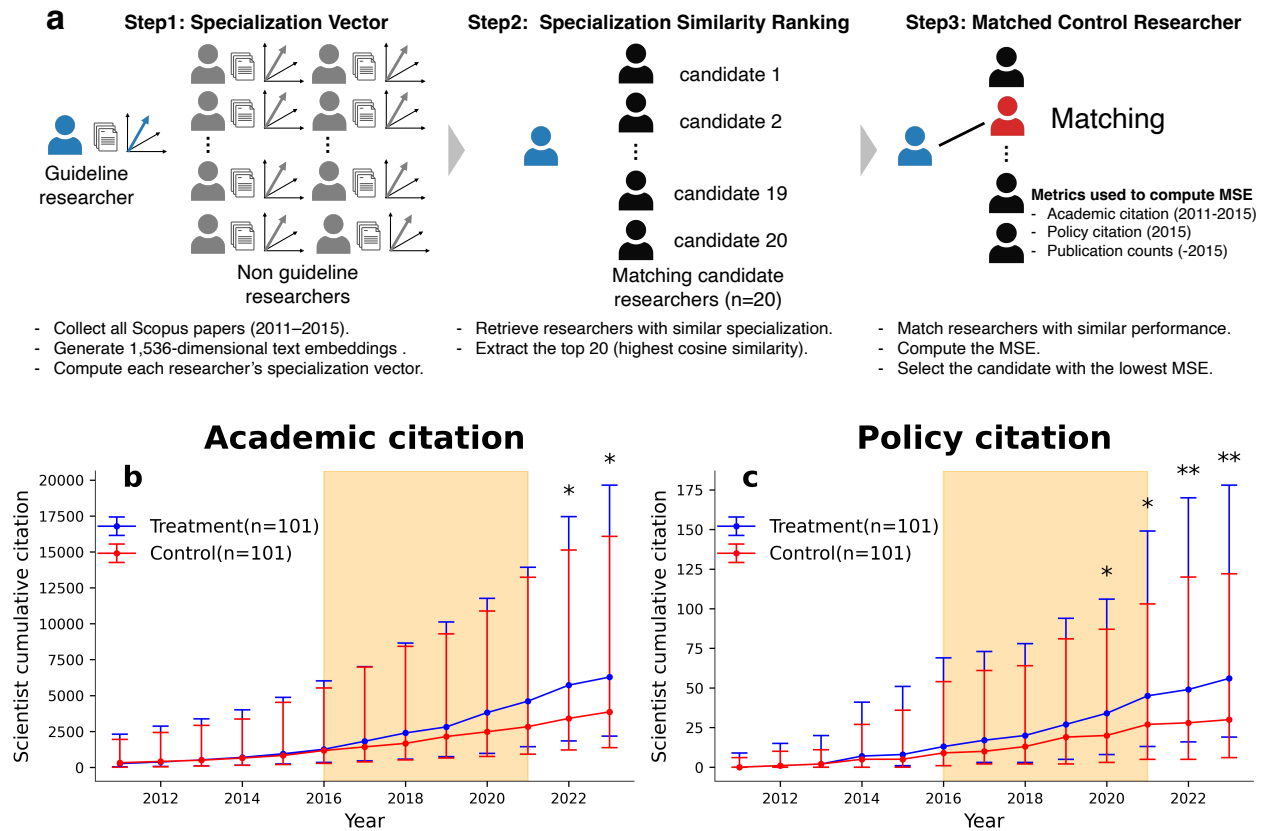 a
Step1: Specialization Vector
Guideline
researcher
Non guideline
researchers
- Collect all Scopus papers (2011–2015).
- Generate 1,536-dimensional text embeddings .
- Compute each researcher's specialization vector.
Step2: Specialization Similarity Ranking
candidate 1
candidate 2
candidate 19
candidate 20
Matching candidate
researchers (n=20)
- Retrieve researchers with similar specialization.
- Extract the top 20 (highest cosine similarity).
Step3: Matched Control Researcher
Matching
Metrics used to compute MSE
- Academic citation (2011-2015)
- Policy citation (2015)
- Publication counts (-2015)
- Match researchers with similar performance.
- Compute the MSE.
- Select the candidate with the lowest MSE.
Academic citation
b
* *
Treatment(n=101)
Control(n=101)
Scientist cumulative citation
20000
17500
15000
12500
10000
7500
5000
2500
0
2012 2014 2016 2018 2020 2022
Year
Policy citation
c
* * ** **
Treatment(n=101)
Control(n=101)
Scientist cumulative citation
175
150
125
100
75
50
25
0
2012 2014 2016 2018 2020 2022
Year